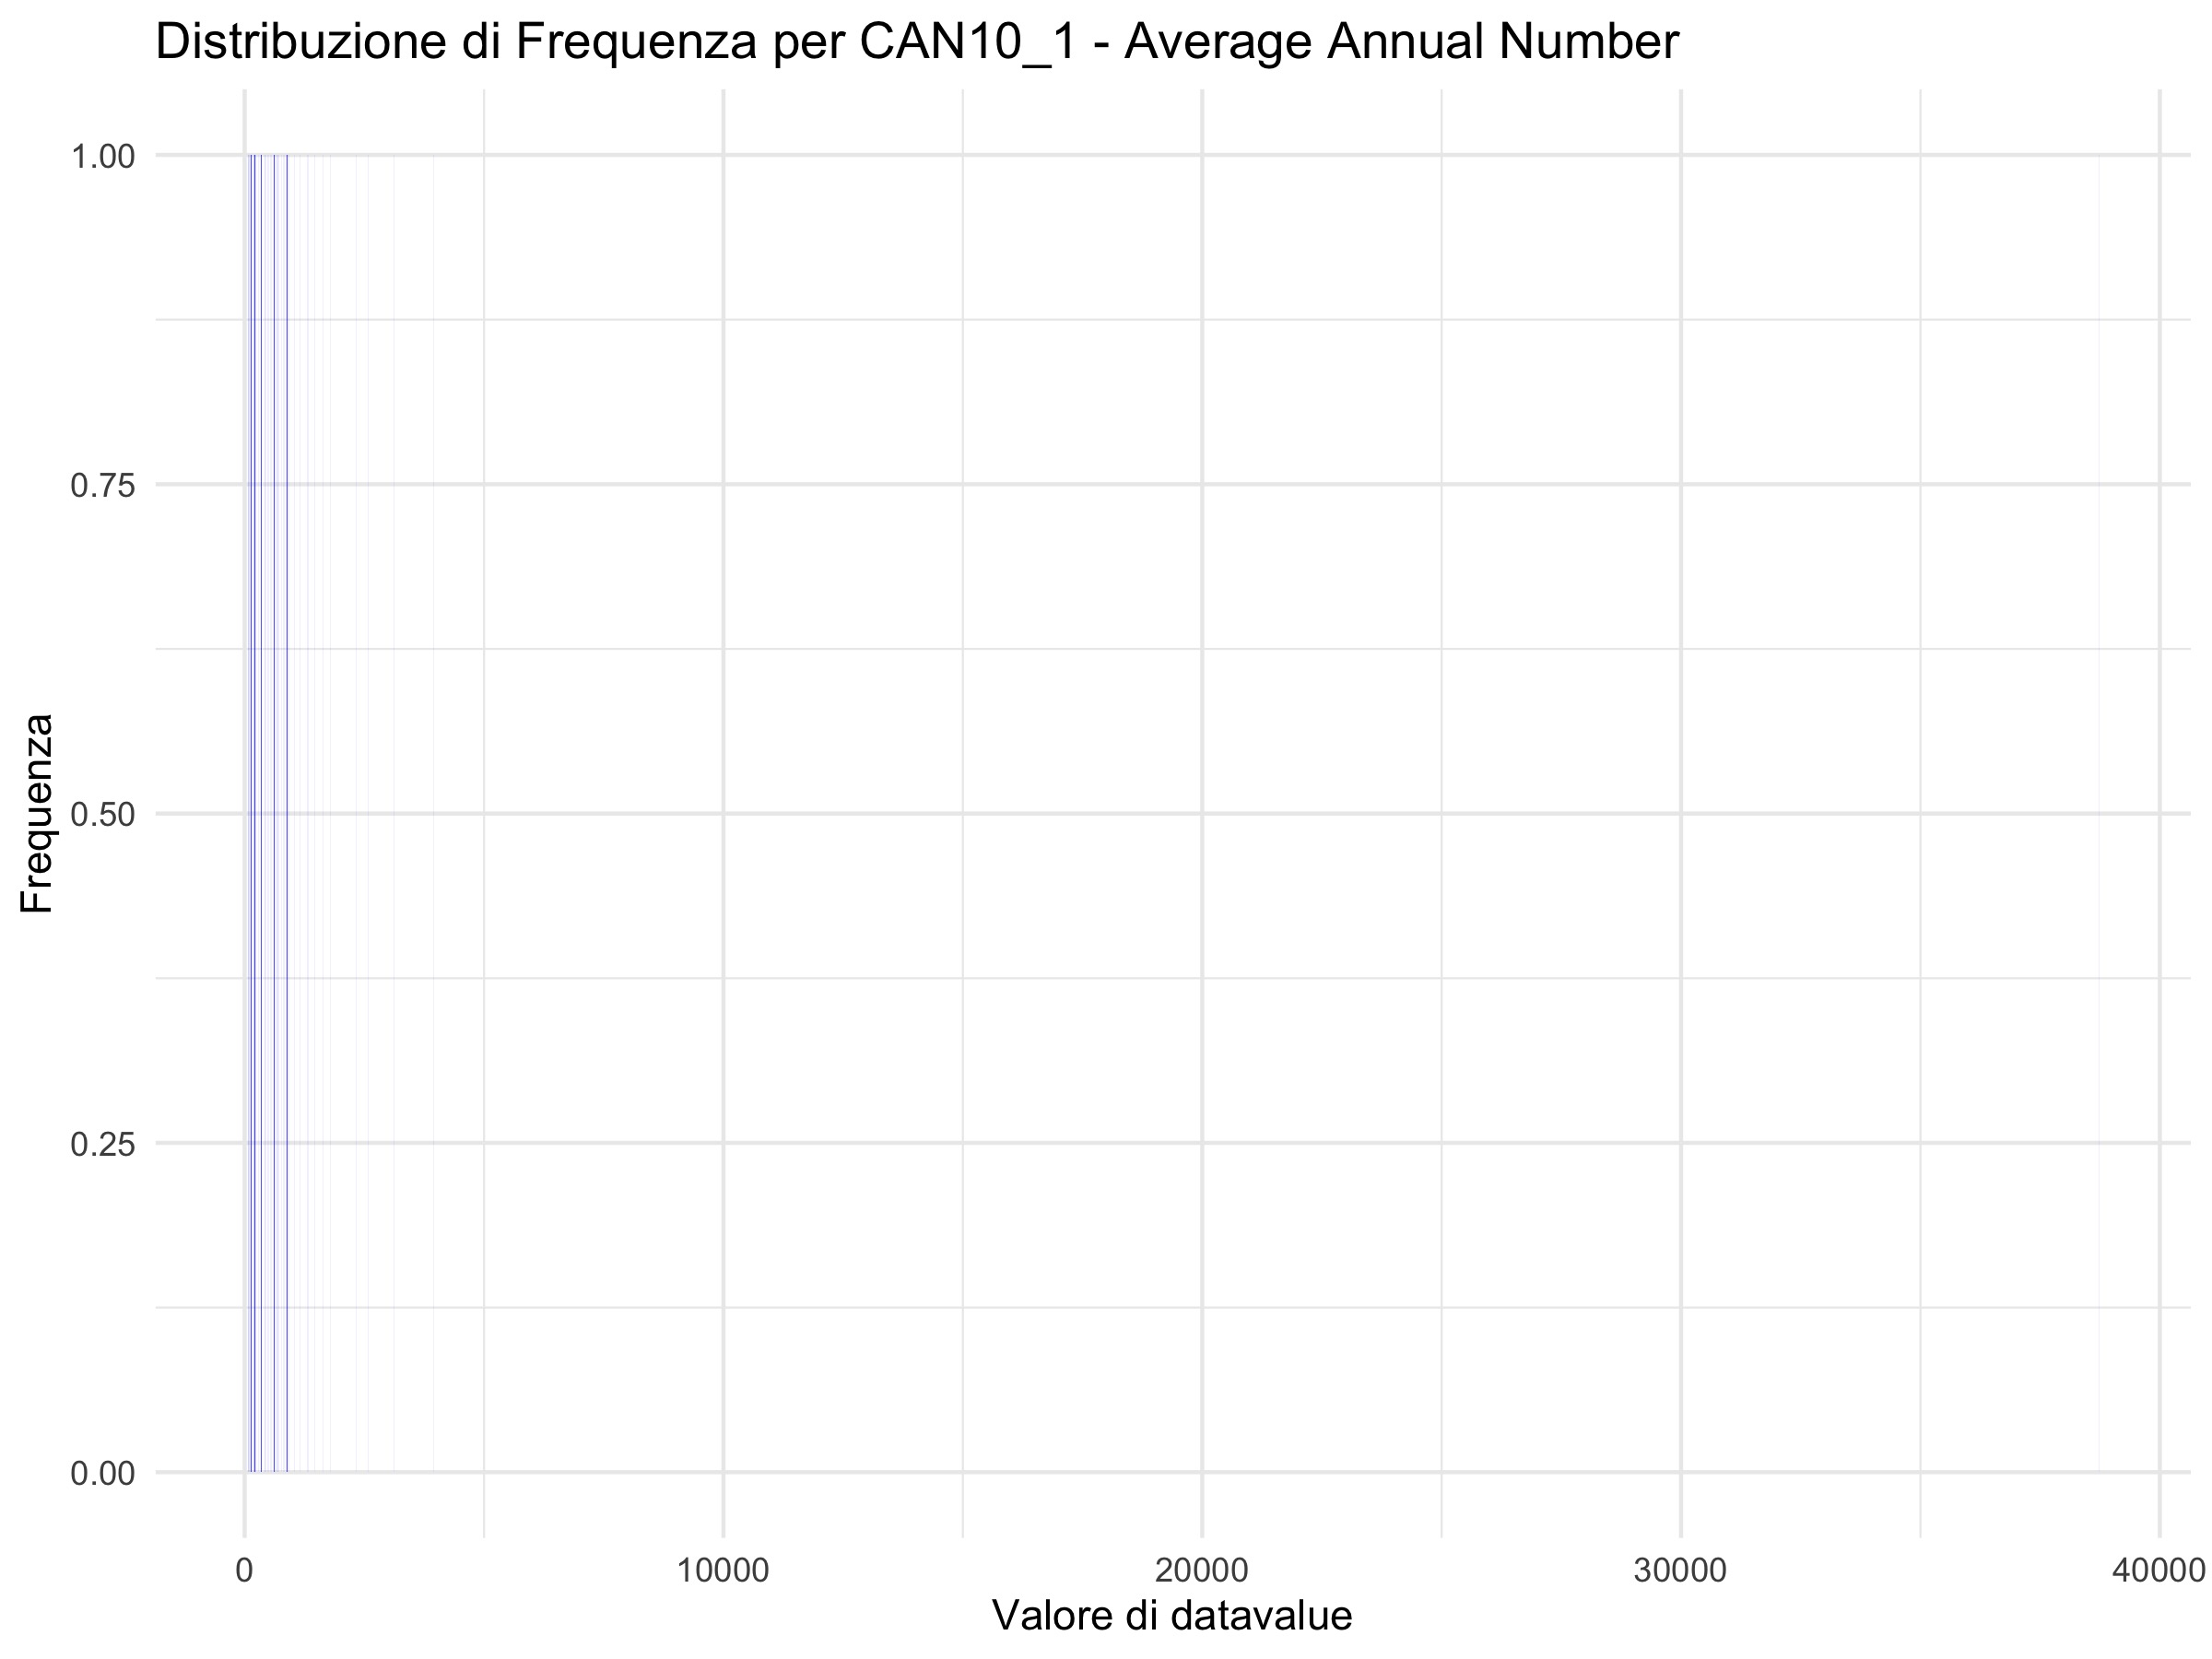 Distribuzione di Frequenza per CAN10_1 - Average Annual Number
Frequenza
1.00
0.75
0.50
0.25
0.00
0 10000 20000 30000 40000
Valore di datavalue